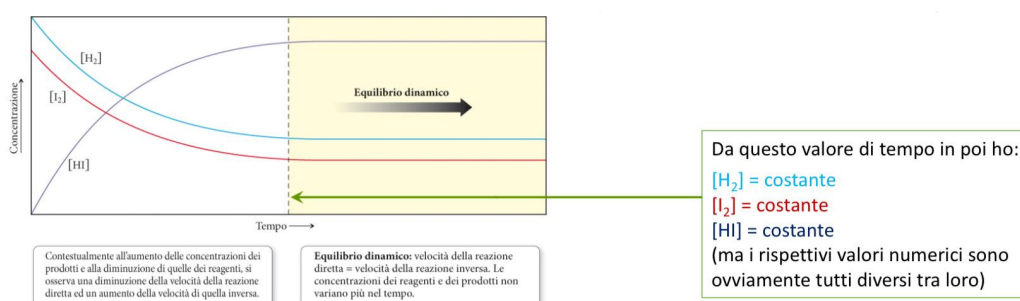 [H₂]
[I₂]
[HI]
Concentrazione
Equilibrio dinamico
Tempo
Contestualmente all'aumento delle concentrazioni dei
prodotti e alla diminuzione di quelle dei reagenti, si
osserva una diminuzione della velocità della reazione
diretta ed un aumento della velocità di quella inversa.
Equilibrio dinamico: velocità della reazione
diretta = velocità della reazione inversa. Le
concentrazioni dei reagenti e dei prodotti non
variano più nel tempo.
Da questo valore di tempo in poi ho:
[H₂] = costante
[I₂] = costante
[HI] = costante
(ma i rispettivi valori numerici sono
ovviamente tutti diversi tra loro)